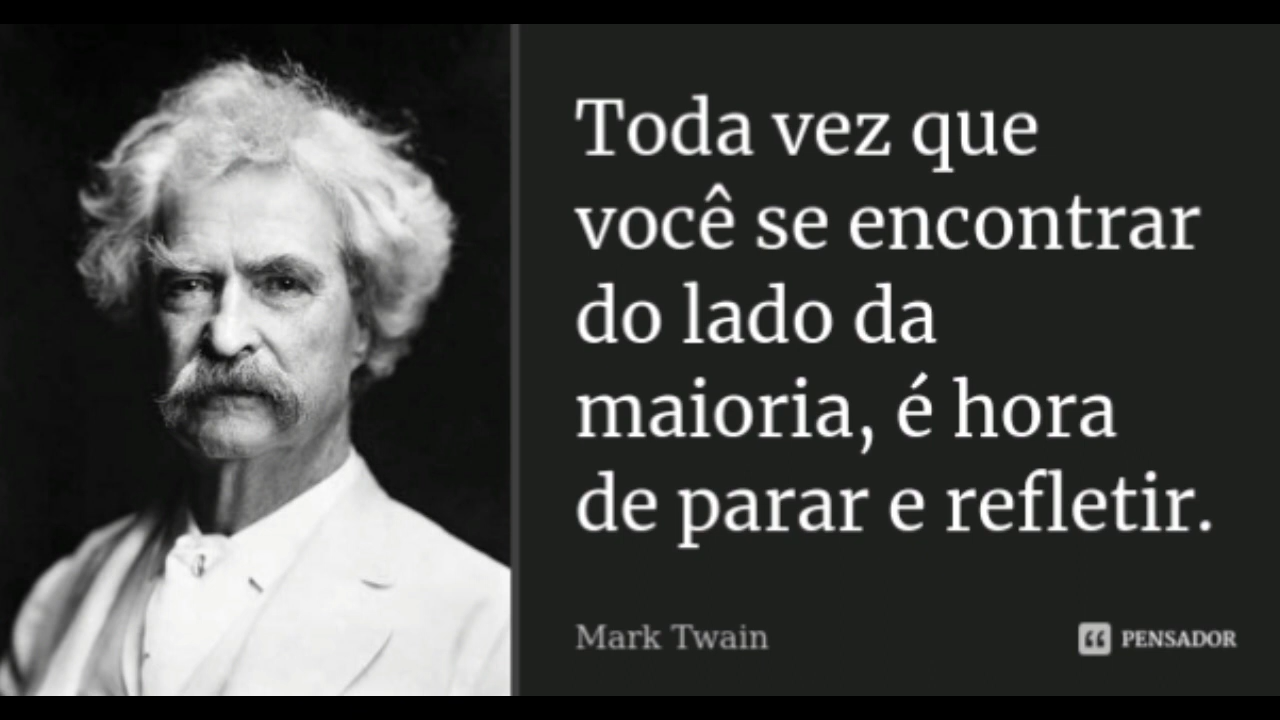 Toda vez que
você se encontrar
do lado da
maioria, é hora
de parar e refletir.
Mark Twain
PENSADOR